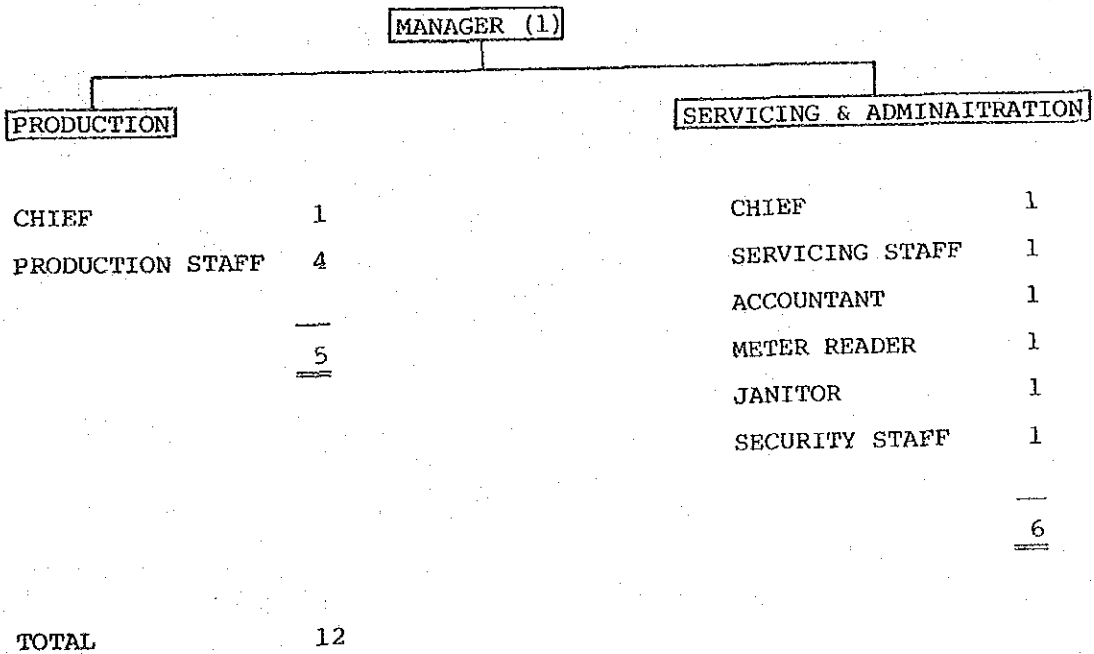 MANAGER (1)
PRODUCTION
CHIEF 1
PRODUCTION STAFF 4
5
SERVICING & ADMINAITRATION
CHIEF 1
SERVICING STAFF 1
ACCOUNTANT 1
METER READER 1
JANITOR 1
SECURITY STAFF 1
6
TOTAL 12